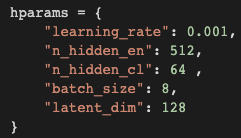 hparams = {
    "learning_rate": 0.001,
    "n_hidden_en": 512,
    "n_hidden_cl": 64 ,
    "batch_size": 8,
    "latent_dim": 128
}